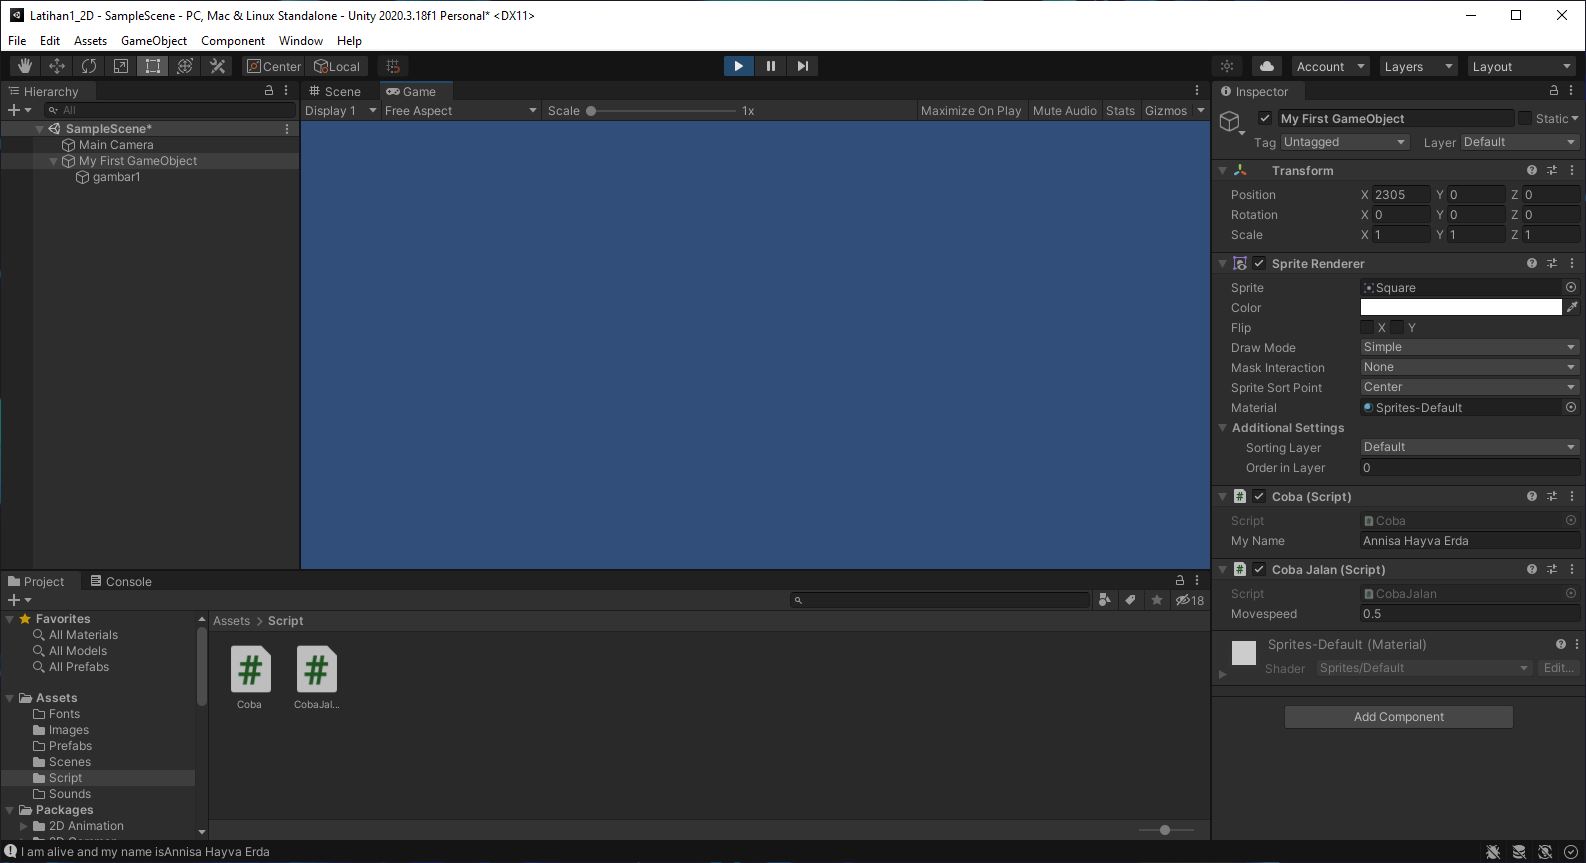 Latihan1_2D - SampleScene - PC, Mac & Linux Standalone - Unity 2020.3.18f1 Personal* <DX11>
File Edit Assets GameObject Component Window Help
Center Local Account Layers Layout
Hierarchy
All
SampleScene*
Main Camera
My First GameObject
gambar1
Scene Game
Display 1 Free Aspect Scale 1x Maximize On Play Mute Audio Stats Gizmos
Inspector
My First GameObject Static
Tag Untagged Layer Default
Transform
Position X 2305 Y 0 Z 0
Rotation X 0 Y 0 Z 0
Scale X 1 Y 1 Z 1
Sprite Renderer
Sprite Square
Color
Flip X Y
Draw Mode Simple
Mask Interaction None
Sprite Sort Point Center
Material Sprites-Default
Additional Settings
Sorting Layer Default
Order in Layer 0
# Coba (Script)
Script Coba
My Name Annisa Hayva Erda
# Coba Jalan (Script)
Script CobaJalan
Movespeed 0.5
Sprites-Default (Material)
Shader Sprites/Default Edit...
Add Component
Project Console
18
Favorites
All Materials
All Models
All Prefabs
Assets
Fonts
Images
Prefabs
Scenes
Script
Sounds
Packages
2D Animation
Assets > Script
# #
Coba CobaJal...
I am alive and my name isAnnisa Hayva Erda